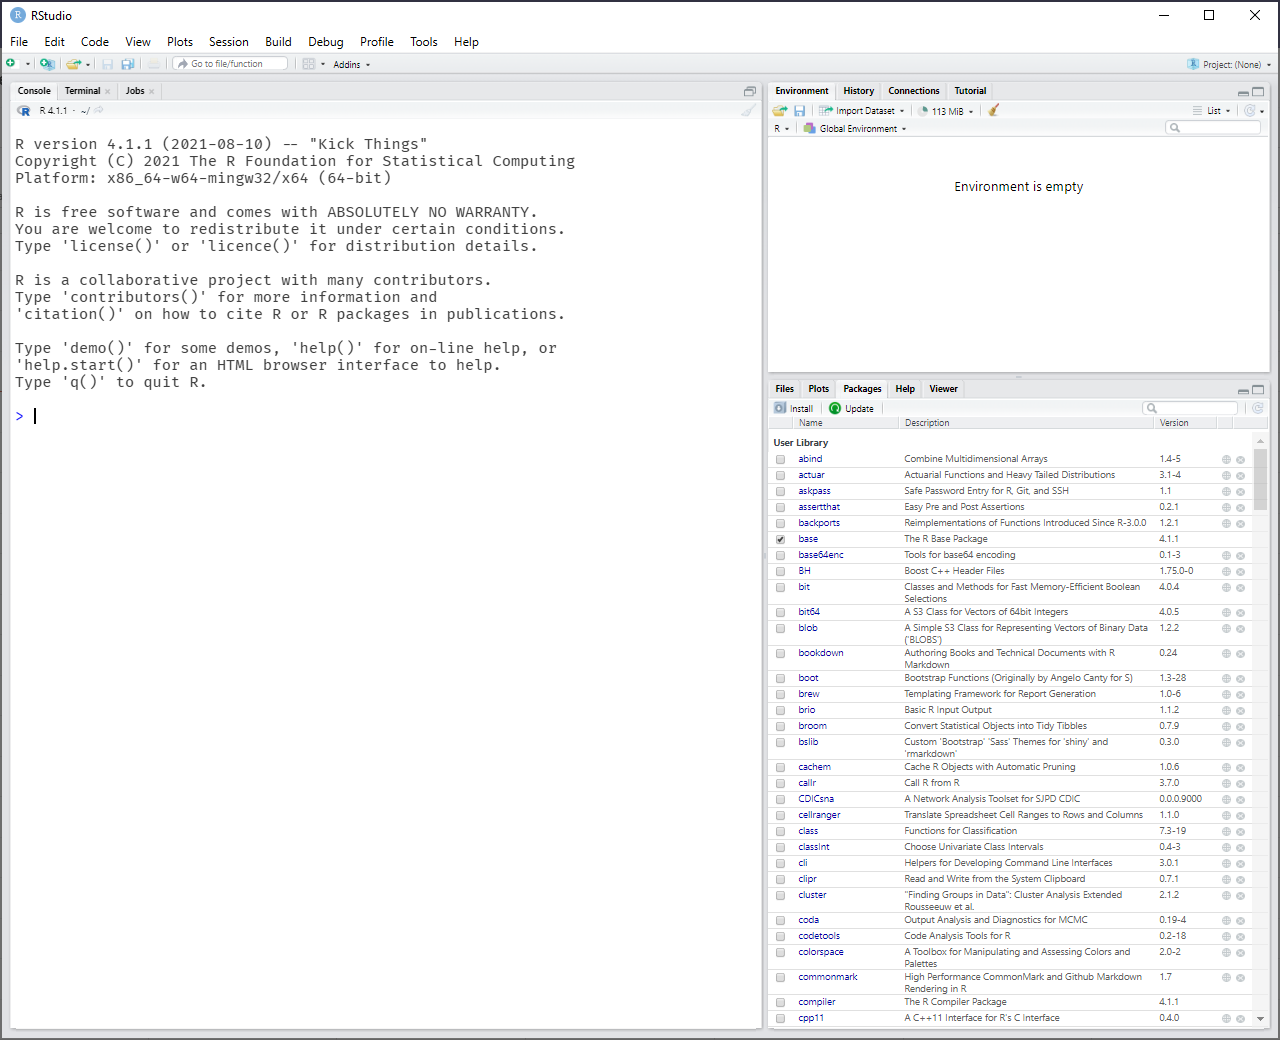 RStudio
File Edit Code View Plots Session Build Debug Profile Tools Help
Go to file/function Addins Project: (None)
Console Terminal Jobs
R 4.1.1 · ~/
R version 4.1.1 (2021-08-10) -- "Kick Things"
Copyright (C) 2021 The R Foundation for Statistical Computing
Platform: x86_64-w64-mingw32/x64 (64-bit)
R is free software and comes with ABSOLUTELY NO WARRANTY.
You are welcome to redistribute it under certain conditions.
Type 'license()' or 'licence()' for distribution details.
R is a collaborative project with many contributors.
Type 'contributors()' for more information and
'citation()' on how to cite R or R packages in publications.
Type 'demo()' for some demos, 'help()' for on-line help, or
'help.start()' for an HTML browser interface to help.
Type 'q()' to quit R.
>
Environment History Connections Tutorial
Import Dataset 113 MiB List
R Global Environment
Environment is empty
Files Plots Packages Help Viewer
Install Update
Name Description Version
User Library
abind Combine Multidimensional Arrays 1.4-5
actuar Actuarial Functions and Heavy Tailed Distributions 3.1-4
askpass Safe Password Entry for R, Git, and SSH 1.1
assertthat Easy Pre and Post Assertions 0.2.1
backports Reimplementations of Functions Introduced Since R-3.0.0 1.2.1
base The R Base Package 4.1.1
base64enc Tools for base64 encoding 0.1-3
BH Boost C++ Header Files 1.75.0-0
bit Classes and Methods for Fast Memory-Efficient Boolean 4.0.4
Selections
bit64 A S3 Class for Vectors of 64bit Integers 4.0.5
blob A Simple S3 Class for Representing Vectors of Binary Data 1.2.2
('BLOBS')
bookdown Authoring Books and Technical Documents with R 0.24
Markdown
boot Bootstrap Functions (Originally by Angelo Canty for S) 1.3-28
brew Templating Framework for Report Generation 1.0-6
brio Basic R Input Output 1.1.2
broom Convert Statistical Objects into Tidy Tibbles 0.7.9
bslib Custom 'Bootstrap' 'Sass' Themes for 'shiny' and 0.3.0
'rmarkdown'
cachem Cache R Objects with Automatic Pruning 1.0.6
callr Call R from R 3.7.0
CDICsna A Network Analysis Toolset for SJPD CDIC 0.0.0.9000
cellranger Translate Spreadsheet Cell Ranges to Rows and Columns 1.1.0
class Functions for Classification 7.3-19
classInt Choose Univariate Class Intervals 0.4-3
cli Helpers for Developing Command Line Interfaces 3.0.1
clipr Read and Write from the System Clipboard 0.7.1
cluster "Finding Groups in Data": Cluster Analysis Extended 2.1.2
Rousseeuw et al.
coda Output Analysis and Diagnostics for MCMC 0.19-4
codetools Code Analysis Tools for R 0.2-18
colorspace A Toolbox for Manipulating and Assessing Colors and 2.0-2
Palettes
commonmark High Performance CommonMark and Github Markdown 1.7
Rendering in R
compiler The R Compiler Package 4.1.1
cpp11 A C++11 Interface for R's C Interface 0.4.0